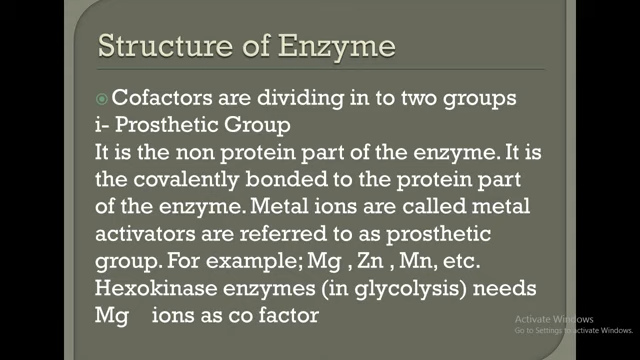 Structure of Enzyme
Cofactors are dividing in to two groups
i- Prosthetic Group
It is the non protein part of the enzyme. It is
the covalently bonded to the protein part
of the enzyme. Metal ions are called metal
activators are referred to as prosthetic
group. For example; Mg , Zn , Mn, etc.
Hexokinase enzymes (in glycolysis) needs
Mg ions as co factor
Activate Windows
Go to Settings to activate Windows.